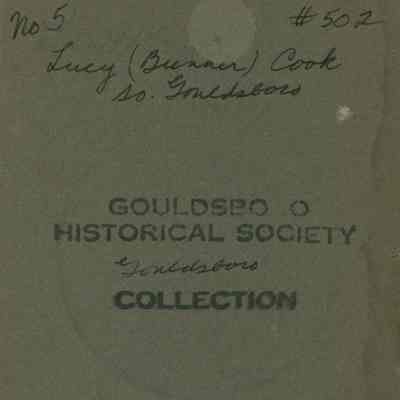 No 5 #502
Lucy (Bunner) Cook
So. Gouldsboro
GOULDSBO O
HISTORICAL SOCIETY
Gouldsboro
COLLECTION